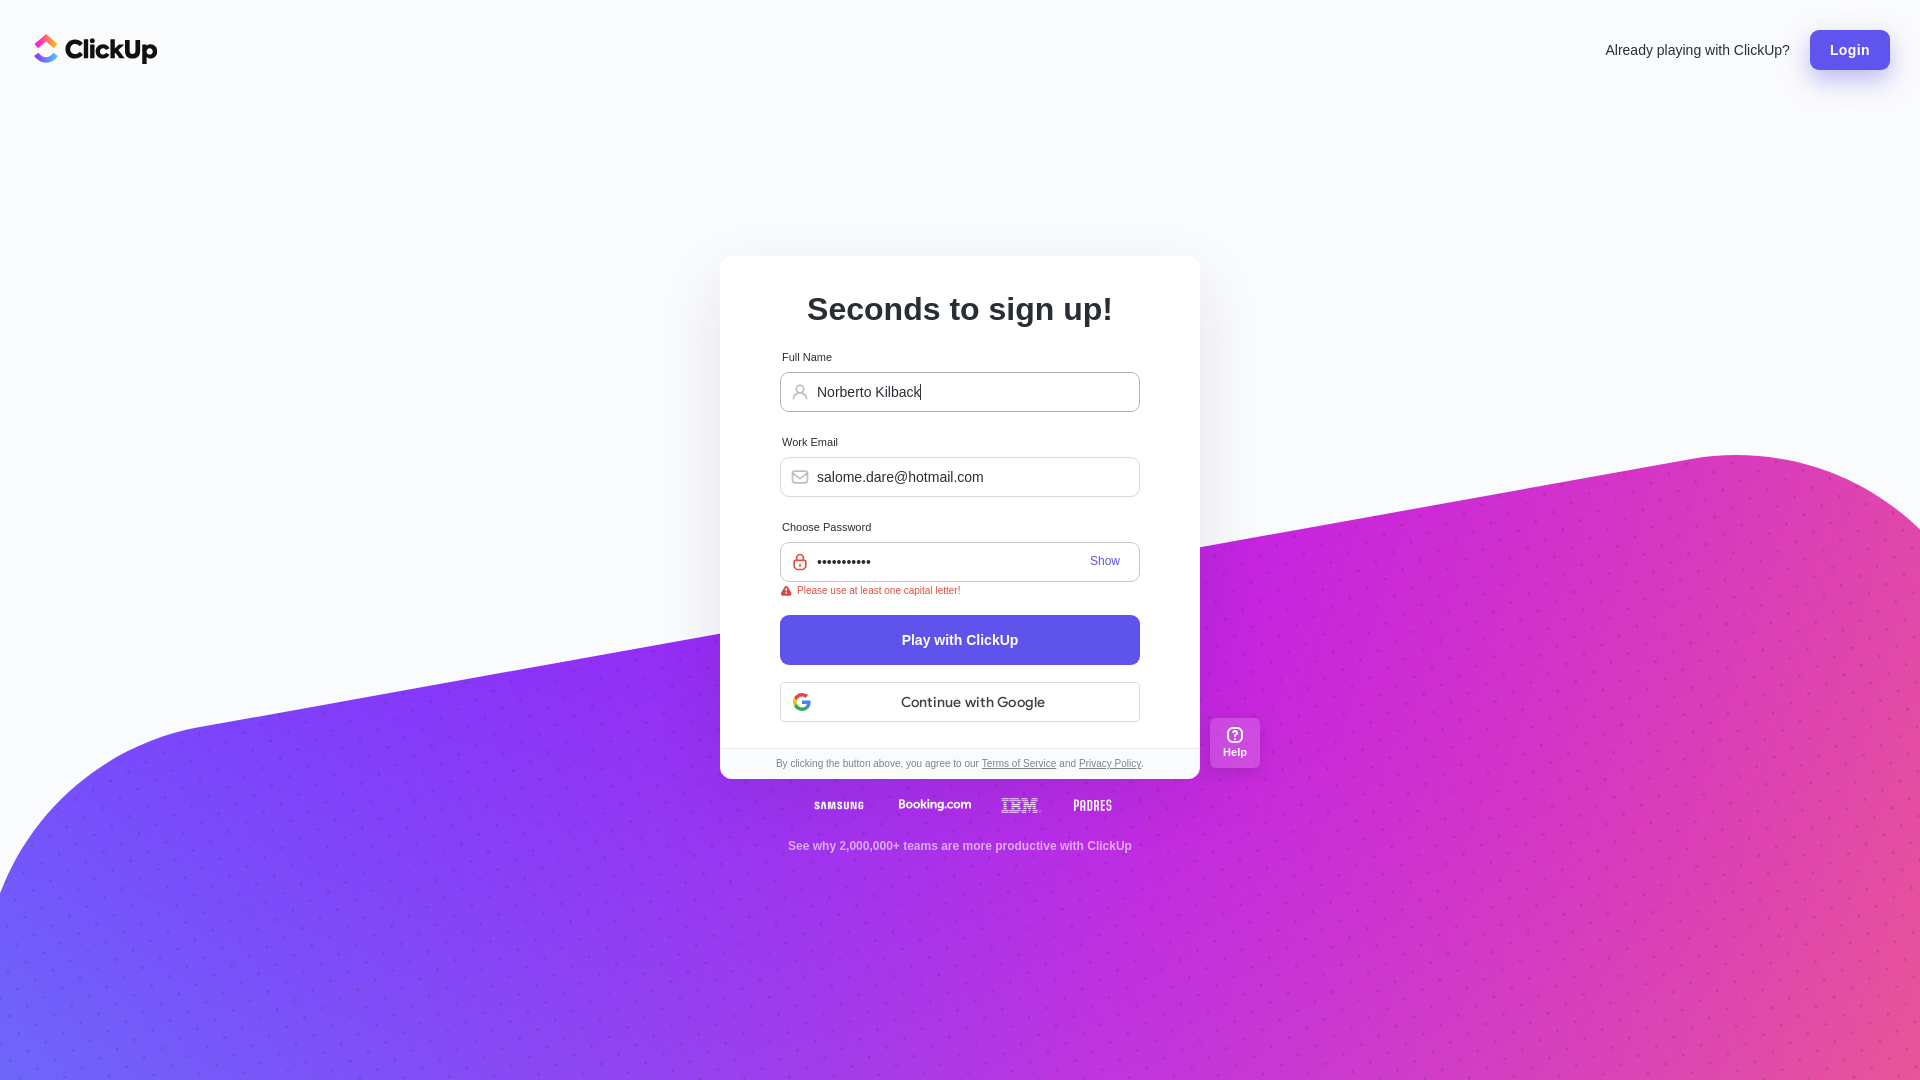 ClickUp
Already playing with ClickUp?
Login
Seconds to sign up!
Full Name
Norberto Kilback
Work Email
salome.dare@hotmail.com
Choose Password
•••••••••••
Show
Please use at least one capital letter!
Play with ClickUp
Continue with Google
Help
By clicking the button above, you agree to our Terms of Service and Privacy Policy.
SAMSUNG Booking.com IBM PADRES
See why 2,000,000+ teams are more productive with ClickUp